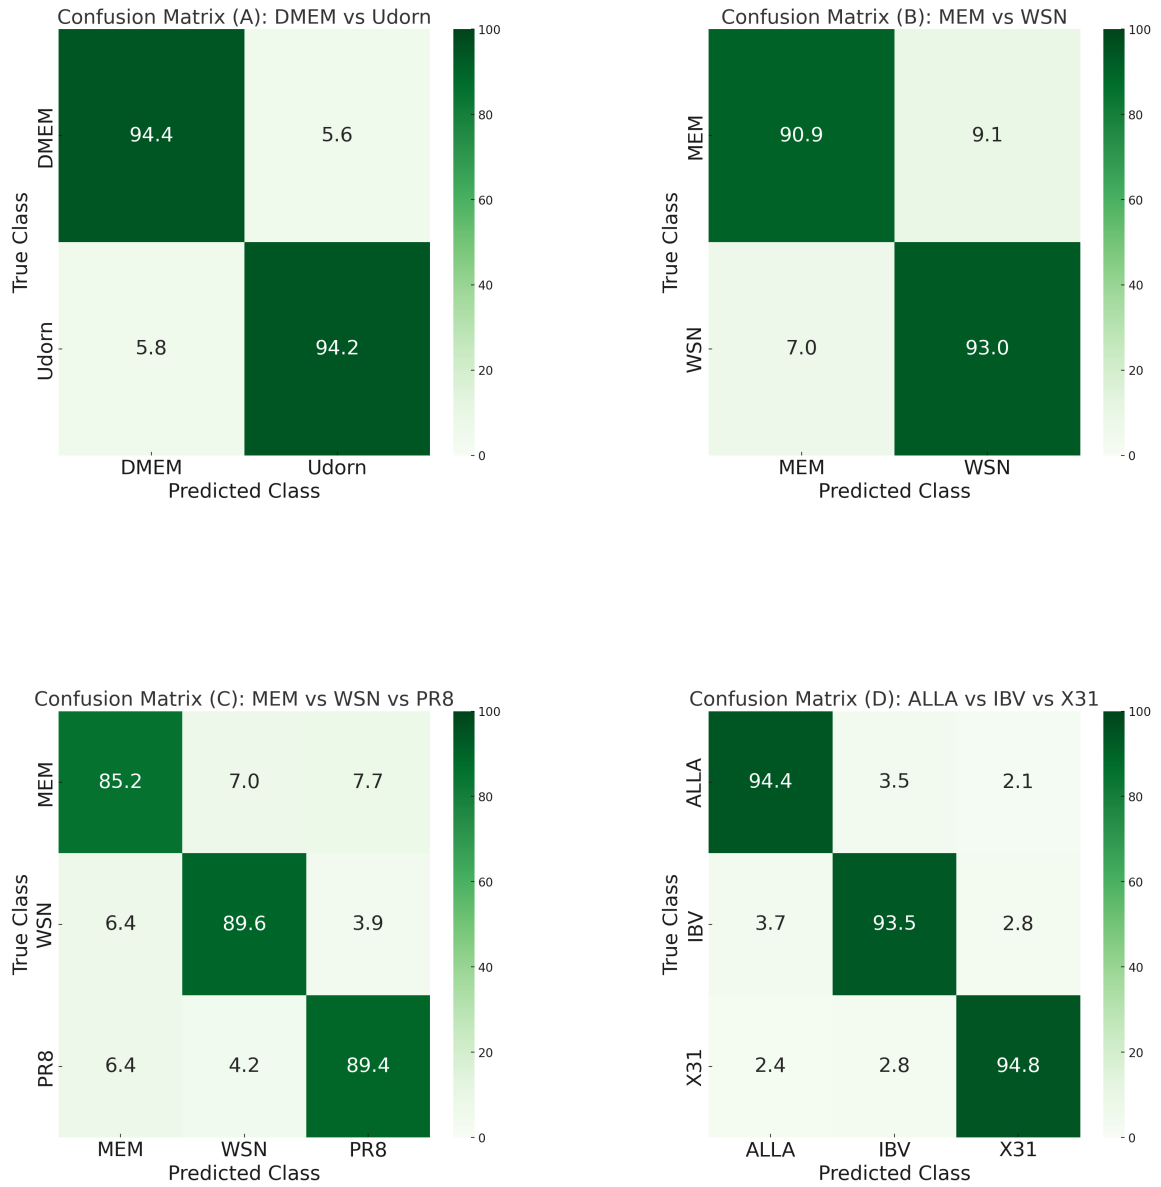 Confusion Matrix (A): DMEM vs Udorn
100
80
60
40
20
0
True Class
DMEM
Udorn
94.4 5.6
5.8 94.2
DMEM Udorn
Predicted Class
Confusion Matrix (B): MEM vs WSN
100
80
60
40
20
0
True Class
MEM
WSN
90.9 9.1
7.0 93.0
MEM WSN
Predicted Class
Confusion Matrix (C): MEM vs WSN vs PR8
100
80
60
40
20
0
True Class
MEM
WSN
PR8
85.2 7.0 7.7
6.4 89.6 3.9
6.4 4.2 89.4
MEM WSN PR8
Predicted Class
Confusion Matrix (D): ALLA vs IBV vs X31
100
80
60
40
20
0
True Class
ALLA
IBV
X31
94.4 3.5 2.1
3.7 93.5 2.8
2.4 2.8 94.8
ALLA IBV X31
Predicted Class